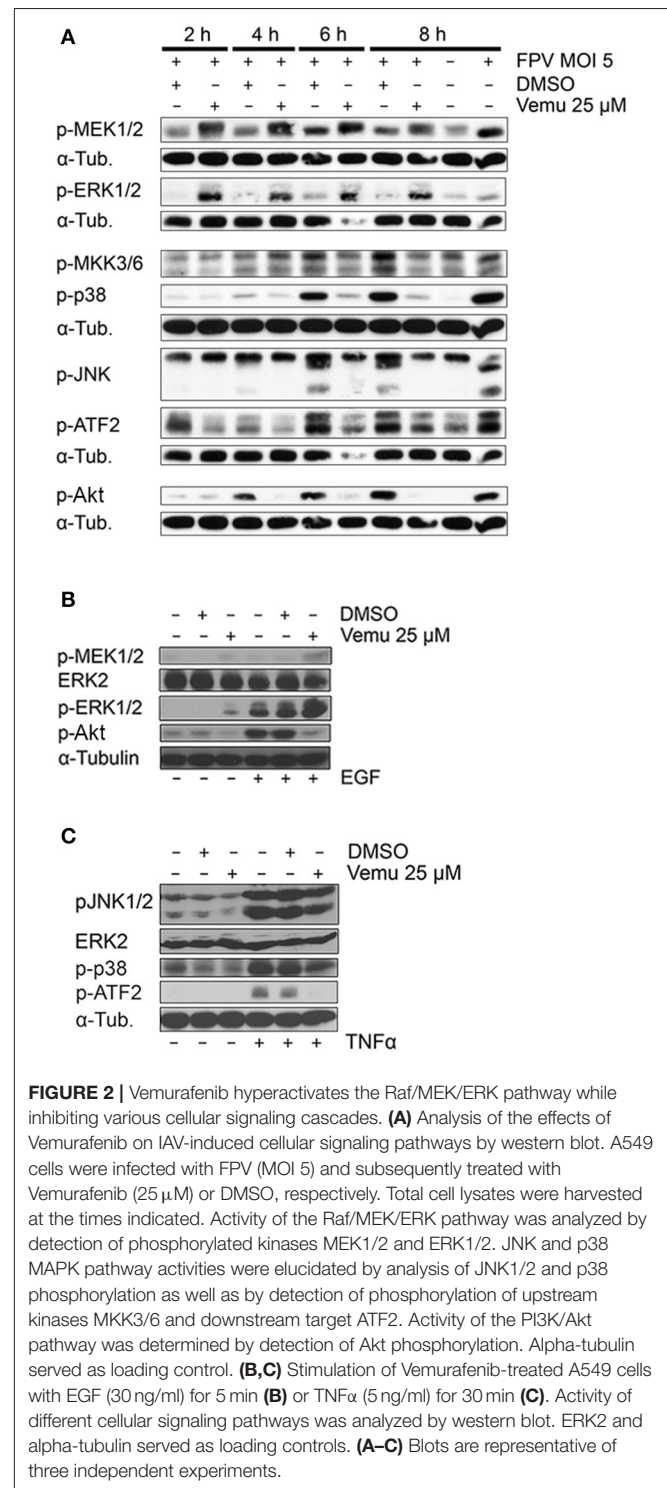 A
2 h 4 h 6 h 8 h
+ + + + + + + + - + FPV MOI 5
+ - + - + - + - - - DMSO
- + - + - + - + - - Vemu 25 µM
p-MEK1/2
α-Tub.
p-ERK1/2
α-Tub.
p-MKK3/6
p-p38
α-Tub.
p-JNK
p-ATF2
α-Tub.
p-Akt
α-Tub.
B
- + - - + - DMSO
- - + - - + Vemu 25 µM
p-MEK1/2
ERK2
p-ERK1/2
p-Akt
α-Tubulin
- - - + + + EGF
C
- + - - + - DMSO
- - + - - + Vemu 25 µM
pJNK1/2
ERK2
p-p38
p-ATF2
α-Tub.
- - - + + + TNFα
FIGURE 2 | Vemurafenib hyperactivates the Raf/MEK/ERK pathway while
inhibiting various cellular signaling cascades. (A) Analysis of the effects of
Vemurafenib on IAV-induced cellular signaling pathways by western blot. A549
cells were infected with FPV (MOI 5) and subsequently treated with
Vemurafenib (25 µM) or DMSO, respectively. Total cell lysates were harvested
at the times indicated. Activity of the Raf/MEK/ERK pathway was analyzed by
detection of phosphorylated kinases MEK1/2 and ERK1/2. JNK and p38
MAPK pathway activities were elucidated by analysis of JNK1/2 and p38
phosphorylation as well as by detection of phosphorylation of upstream
kinases MKK3/6 and downstream target ATF2. Activity of the PI3K/Akt
pathway was determined by detection of Akt phosphorylation. Alpha-tubulin
served as loading control. (B,C) Stimulation of Vemurafenib-treated A549 cells
with EGF (30 ng/ml) for 5 min (B) or TNFα (5 ng/ml) for 30 min (C). Activity of
different cellular signaling pathways was analyzed by western blot. ERK2 and
alpha-tubulin served as loading controls. (A–C) Blots are representative of
three independent experiments.